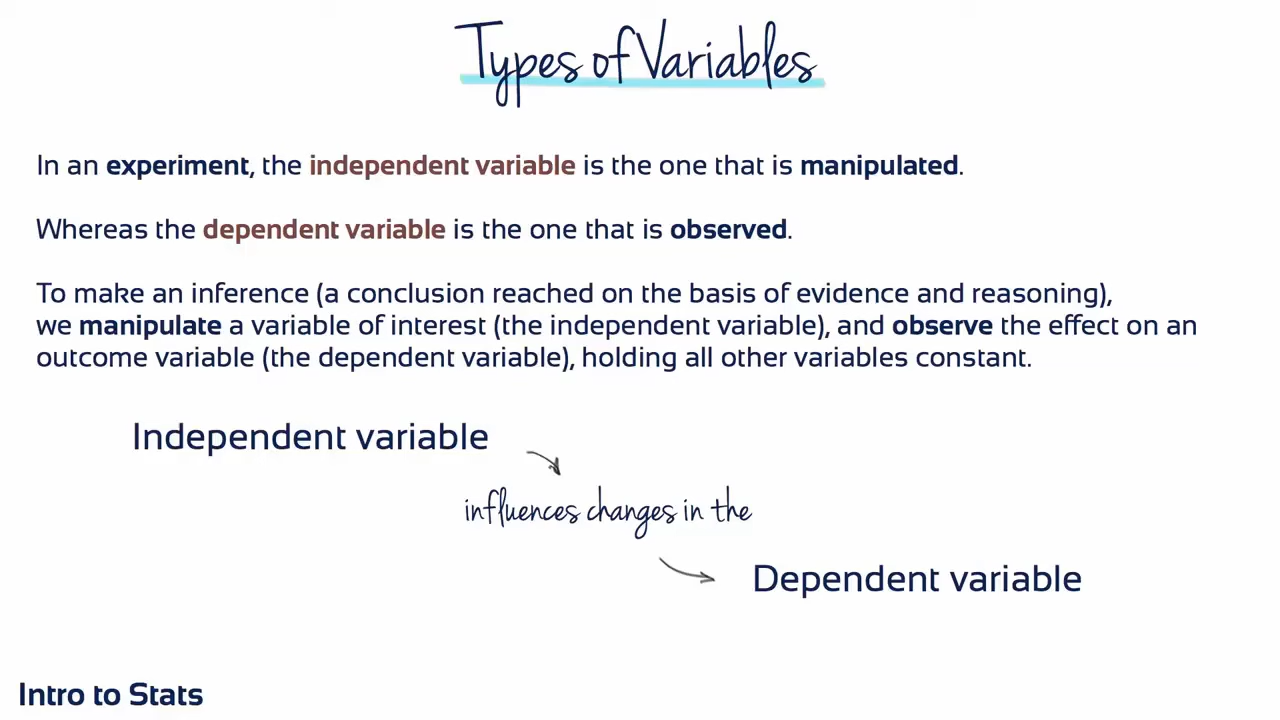 Types of Variables
In an experiment, the independent variable is the one that is manipulated.
Whereas the dependent variable is the one that is observed.
To make an inference (a conclusion reached on the basis of evidence and reasoning),
we manipulate a variable of interest (the independent variable), and observe the effect on an
outcome variable (the dependent variable), holding all other variables constant.
Independent variable
influences changes in the
Dependent variable
Intro to Stats